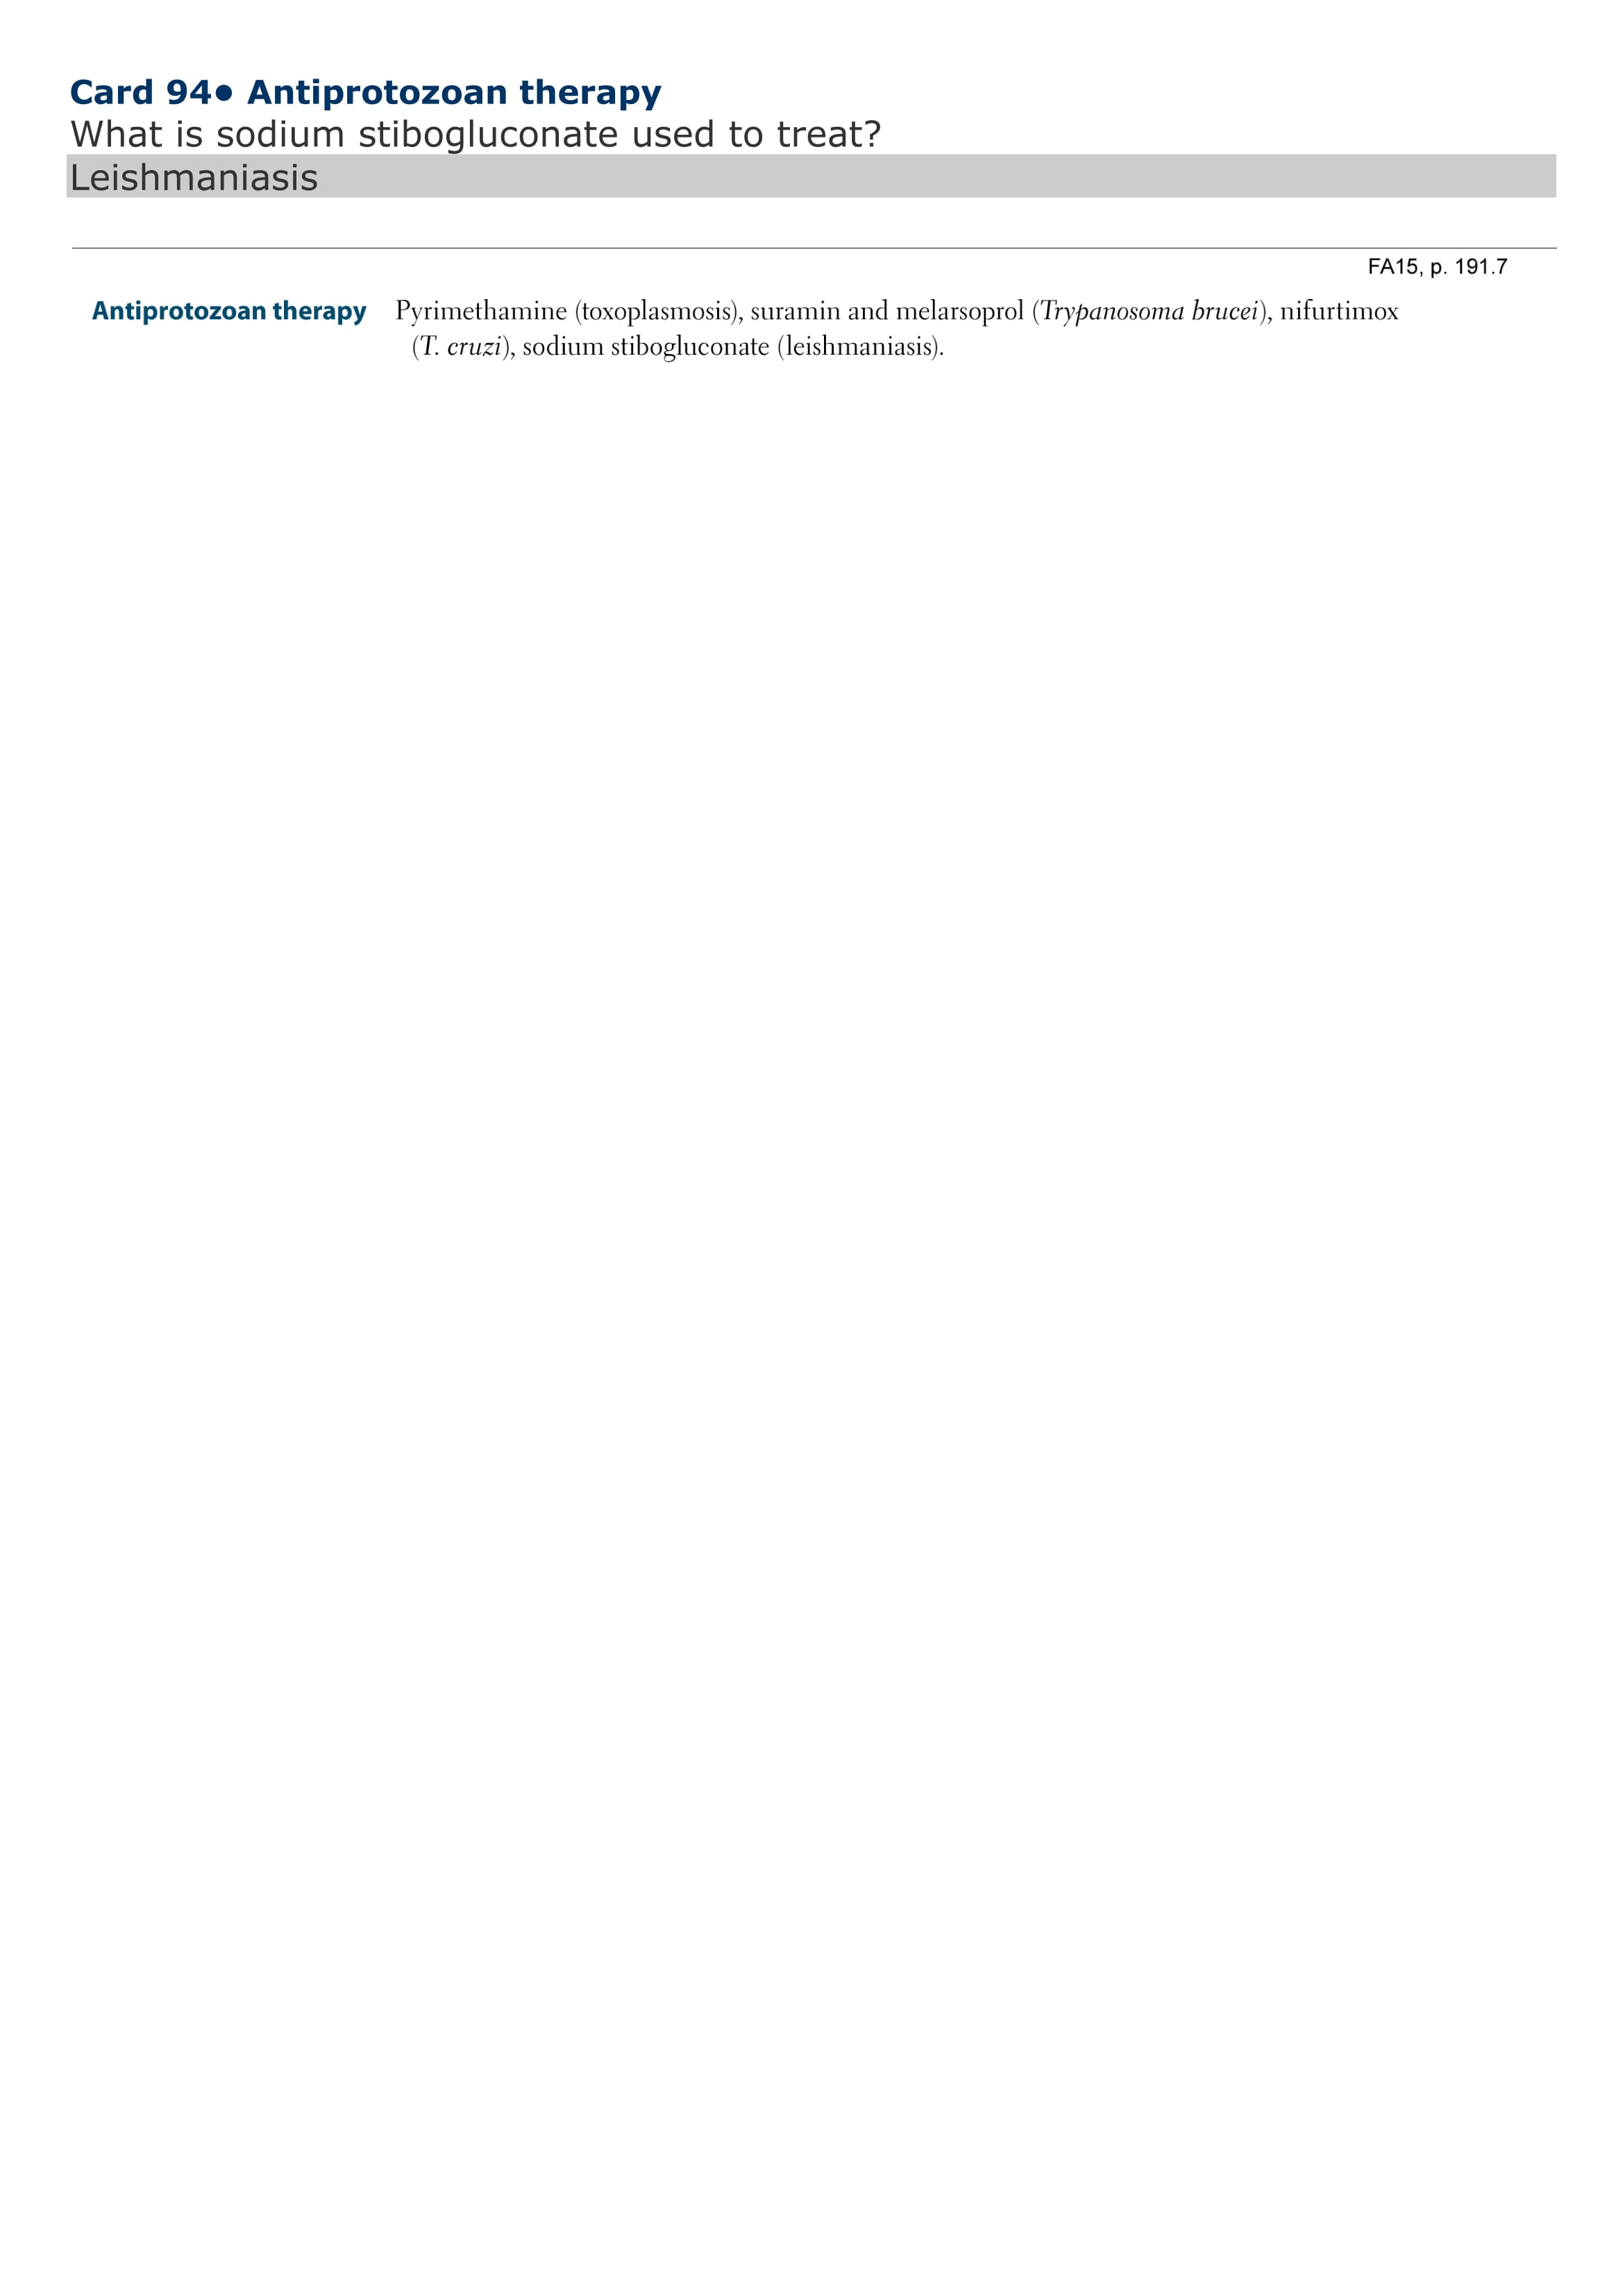 Card 94● Antiprotozoan therapy
What is sodium stibogluconate used to treat?
Leishmaniasis
FA15, p. 191.7
Antiprotozoan therapy Pyrimethamine (toxoplasmosis), suramin and melarsoprol (Trypanosoma brucei), nifurtimox
(T. cruzi), sodium stibogluconate (leishmaniasis).